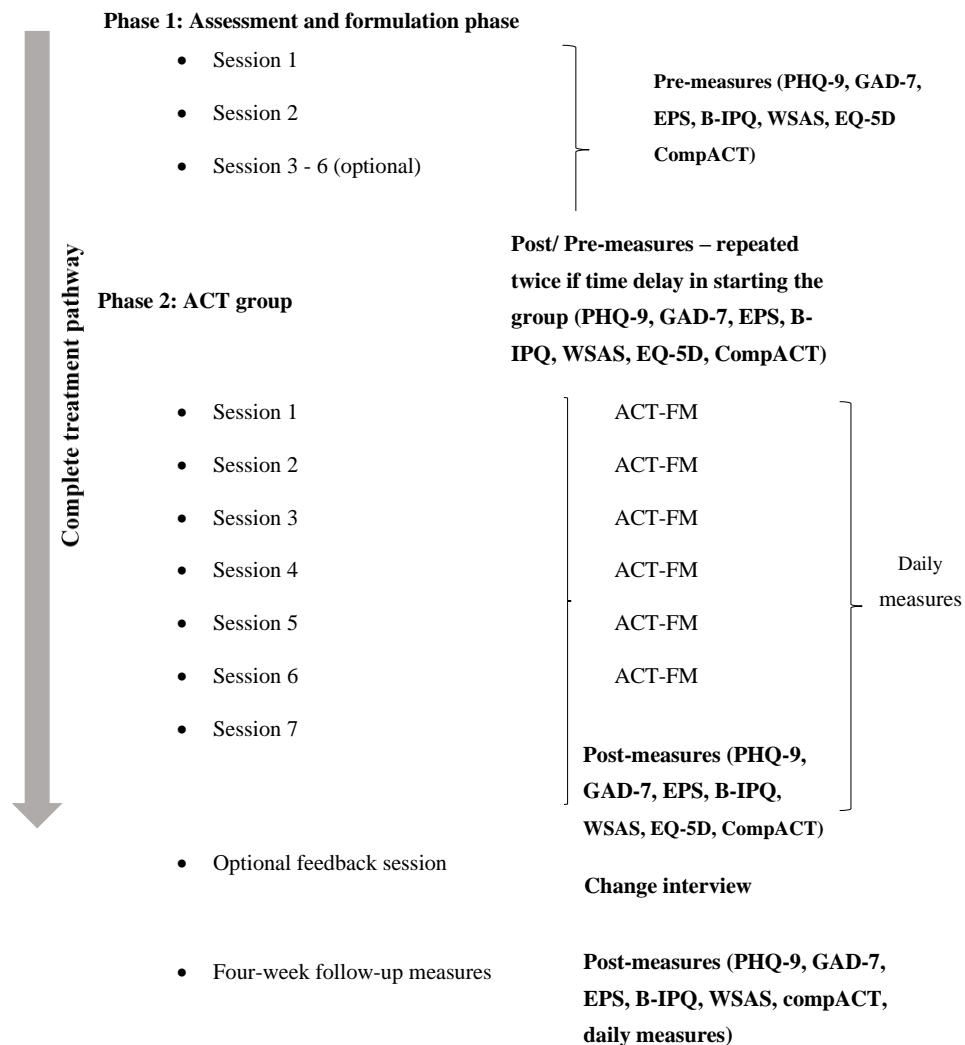 Phase 1: Assessment and formulation phase
• Session 1
• Session 2
• Session 3 - 6 (optional)
Pre-measures (PHQ-9, GAD-7,
EPS, B-IPQ, WSAS, EQ-5D
CompACT)
Complete treatment pathway
Post/ Pre-measures – repeated
twice if time delay in starting the
group (PHQ-9, GAD-7, EPS, B-
IPQ, WSAS, EQ-5D, CompACT)
Phase 2: ACT group
• Session 1 ACT-FM
• Session 2 ACT-FM
• Session 3 ACT-FM
• Session 4 ACT-FM
• Session 5 ACT-FM
• Session 6 ACT-FM
• Session 7
Daily
measures
Post-measures (PHQ-9,
GAD-7, EPS, B-IPQ,
WSAS, EQ-5D, CompACT)
• Optional feedback session
Change interview
• Four-week follow-up measures
Post-measures (PHQ-9, GAD-7,
EPS, B-IPQ, WSAS, compACT,
daily measures)